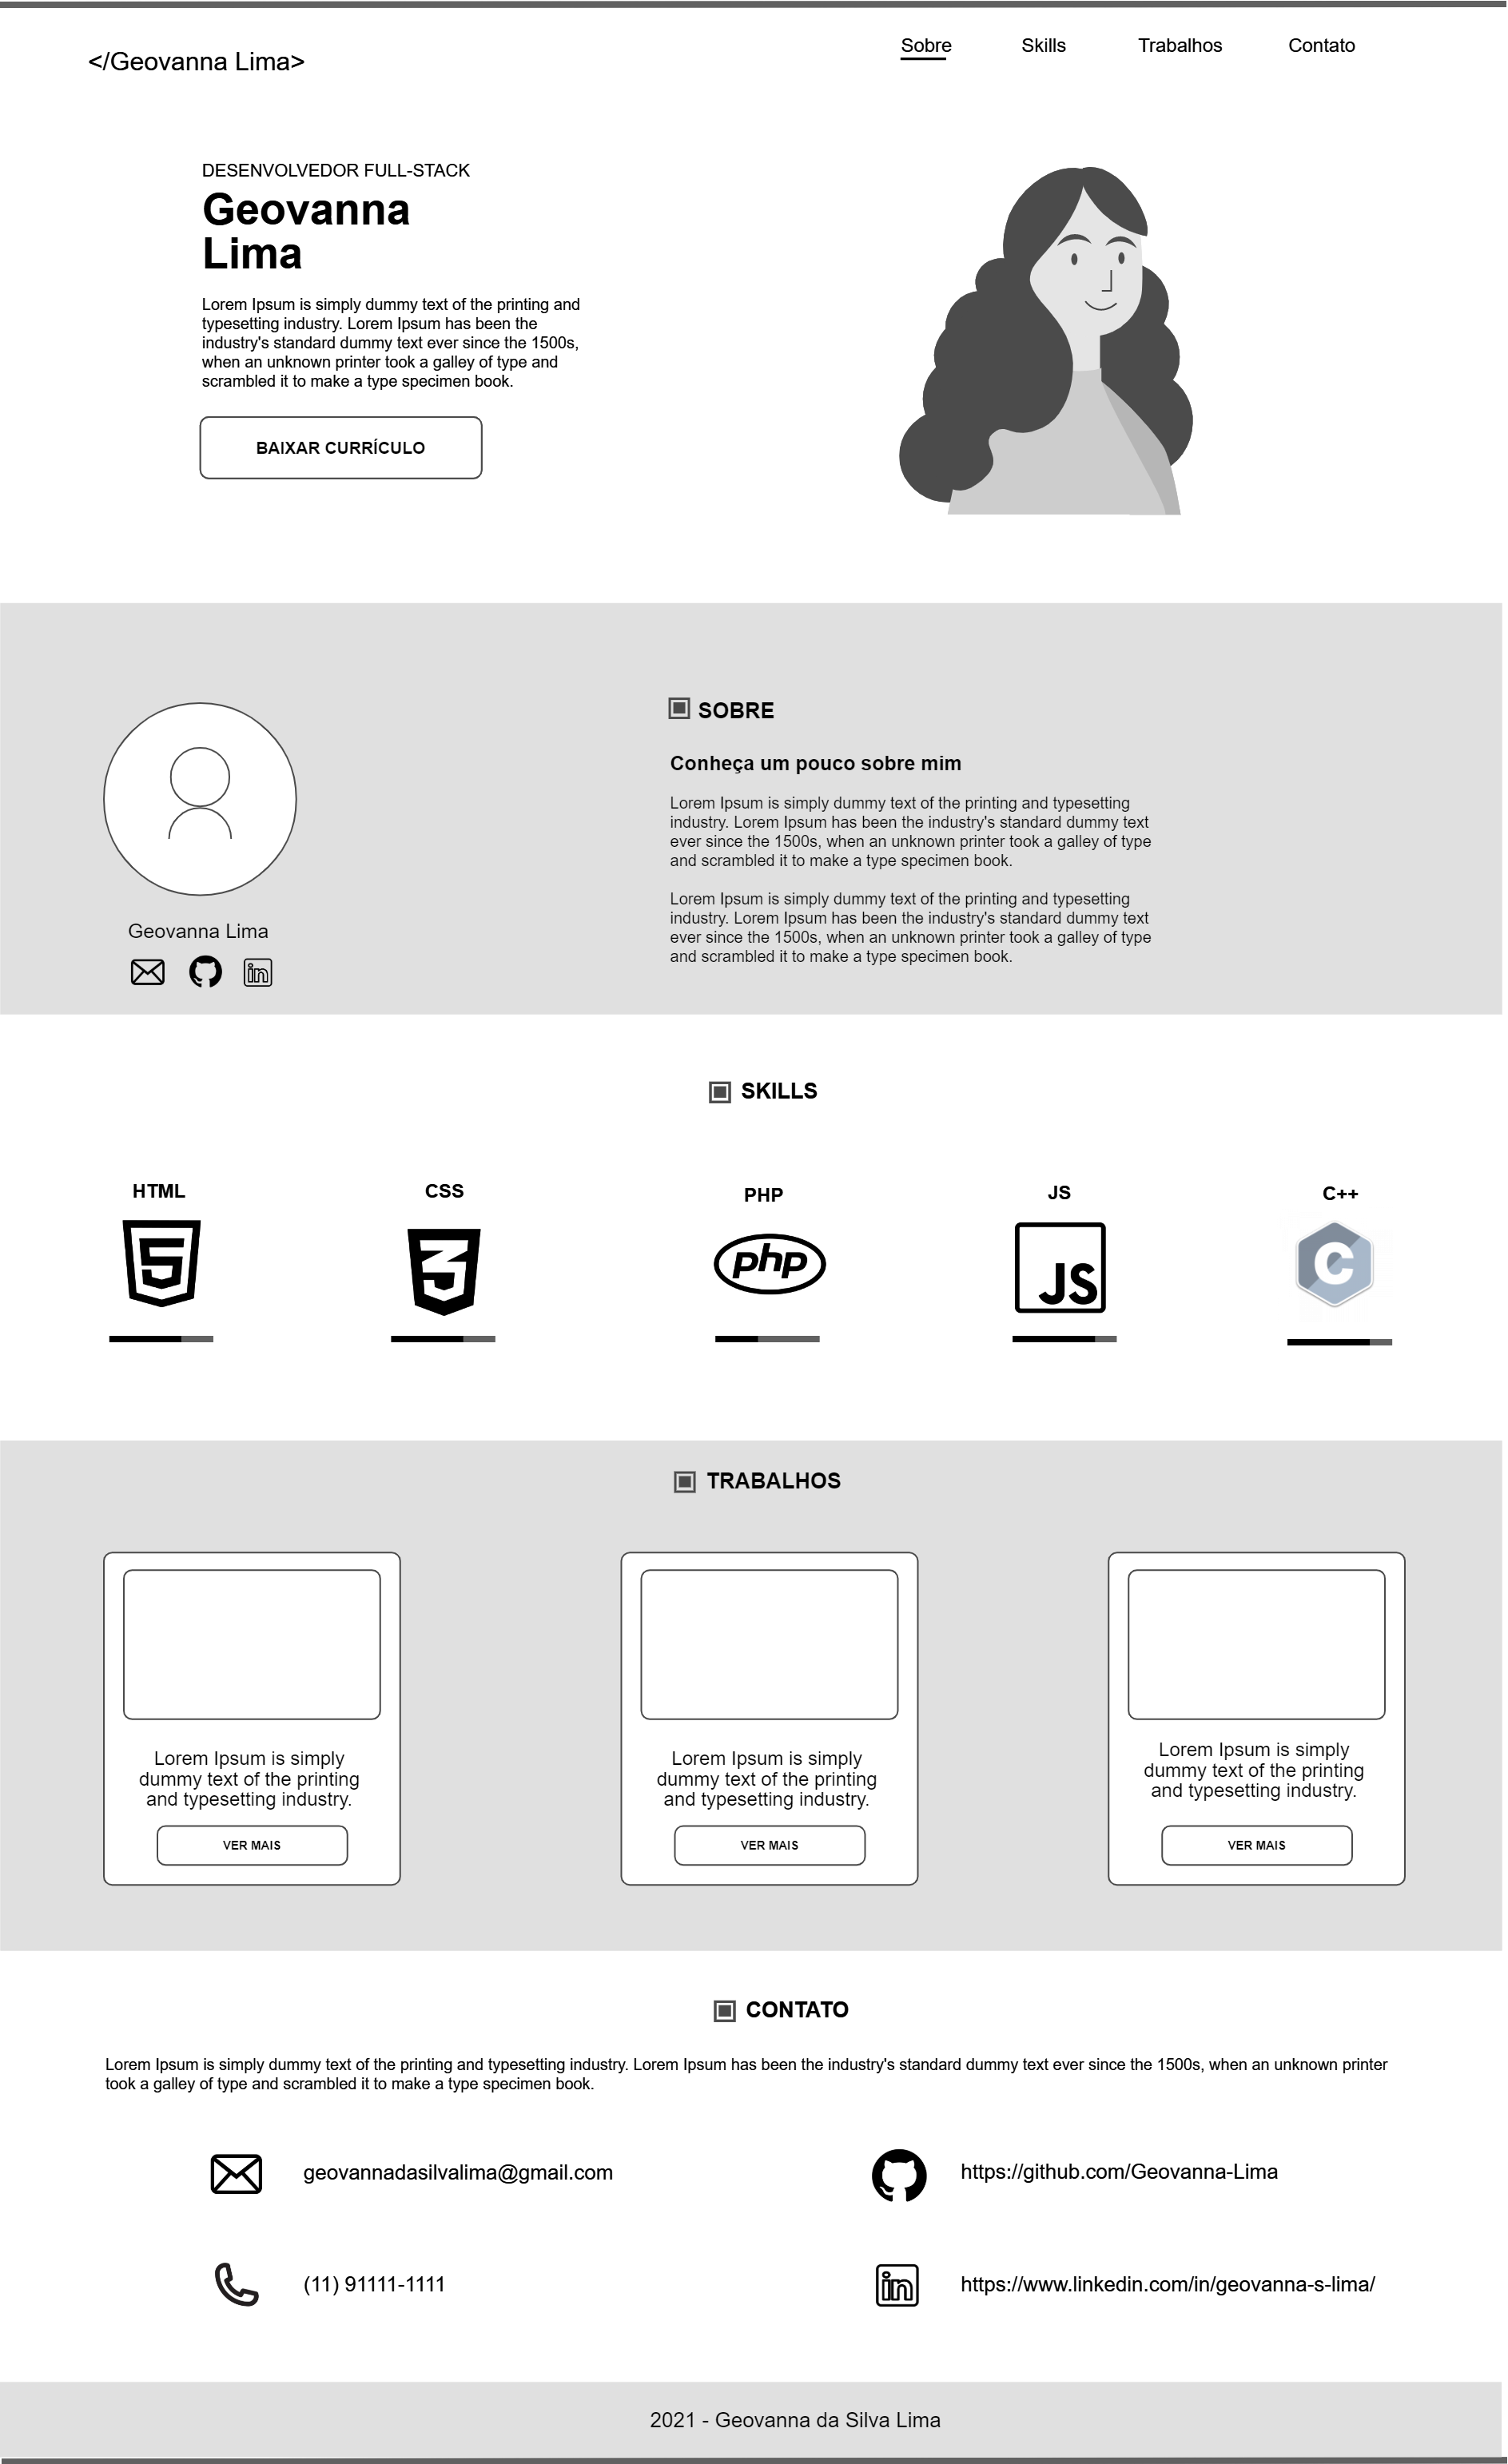 </Geovanna Lima>
Sobre
Skills
Trabalhos
Contato
DESENVOLVEDOR FULL-STACK
Geovanna
Lima
Lorem Ipsum is simply dummy text of the printing and
typesetting industry. Lorem Ipsum has been the
industry's standard dummy text ever since the 1500s,
when an unknown printer took a galley of type and
scrambled it to make a type specimen book.
BAIXAR CURRÍCULO
SOBRE
Conheça um pouco sobre mim
Lorem Ipsum is simply dummy text of the printing and typesetting
industry. Lorem Ipsum has been the industry's standard dummy text
ever since the 1500s, when an unknown printer took a galley of type
and scrambled it to make a type specimen book.
Lorem Ipsum is simply dummy text of the printing and typesetting
industry. Lorem Ipsum has been the industry's standard dummy text
ever since the 1500s, when an unknown printer took a galley of type
and scrambled it to make a type specimen book.
Geovanna Lima
in
SKILLS
HTML
5
CSS
3
PHP
php
JS
JS
C++
C
TRABALHOS
Lorem Ipsum is simply
dummy text of the printing
and typesetting industry.
VER MAIS
Lorem Ipsum is simply
dummy text of the printing
and typesetting industry.
VER MAIS
Lorem Ipsum is simply
dummy text of the printing
and typesetting industry.
VER MAIS
CONTATO
Lorem Ipsum is simply dummy text of the printing and typesetting industry. Lorem Ipsum has been the industry's standard dummy text ever since the 1500s, when an unknown printer
took a galley of type and scrambled it to make a type specimen book.
geovannadasilvalima@gmail.com
https://github.com/Geovanna-Lima
(11) 91111-1111
in
https://www.linkedin.com/in/geovanna-s-lima/
2021 - Geovanna da Silva Lima